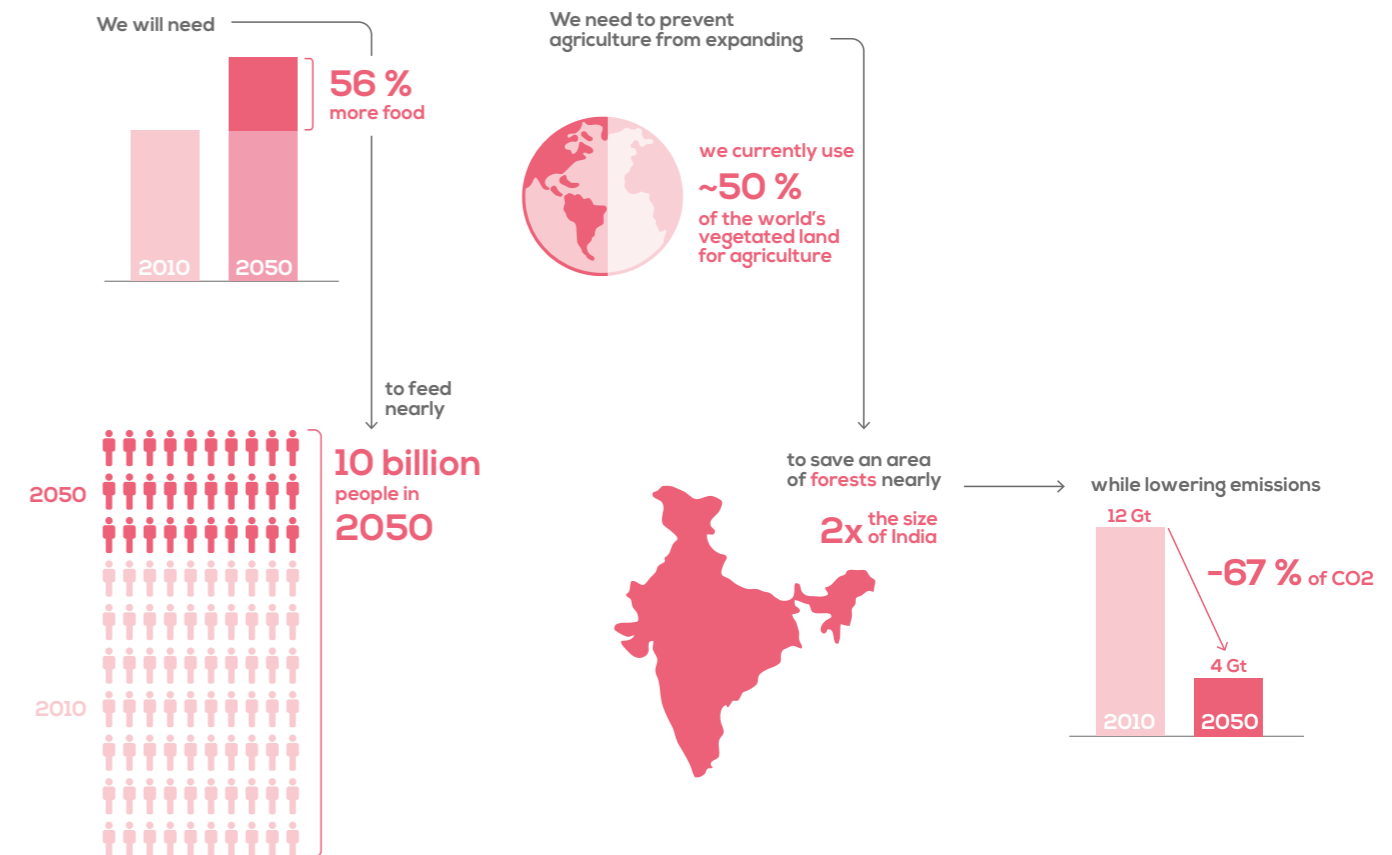 We will need
56 %
more food
2010
2050
to feed
nearly
10 billion
people in
2050
2050
2010
We need to prevent
agriculture from expanding
we currently use
~50 %
of the world's
vegetated land
for agriculture
to save an area
of forests nearly
2x the size
of India
while lowering emissions
12 Gt
-67 % of CO2
4 Gt
2010
2050